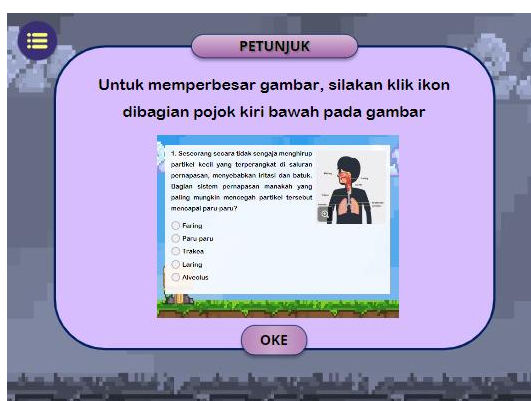 PETUNJUK
Untuk memperbesar gambar, silakan klik ikon
dibagian pojok kiri bawah pada gambar
1. Seseorang secara tidak sengaja menghirup
partikel kecil yang terperangkat di saluran
pernapasan, menyebabkan iritasi dan batuk.
Bagian sistem pernapasan manakah yang
paling mungkin mencegah partikel tersebut
mencapai paru-paru?
Faring
Paru paru
Trakea
Laring
Alveolus
OKE